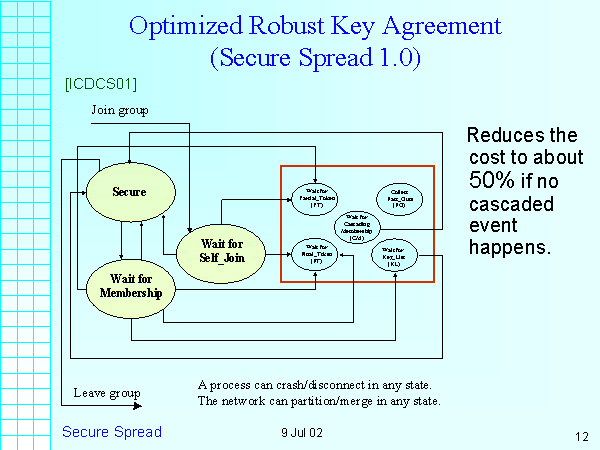 Optimized Robust Key Agreement
(Secure Spread 1.0)
[ICDCS01]
Join group
Reduces the
cost to about
50% if no
cascaded
event
happens.
Secure
Wait for
Self_Join
Wait for
Membership
Wait for
Partial_Token
(PT)
Collect
Fact_Outs
(FO)
Wait for
Cascading
Membership
(CM)
Wait for
Final_Token
(FT)
Wait for
Key_List
(KL)
Leave group
A process can crash/disconnect in any state.
The network can partition/merge in any state.
Secure Spread
9 Jul 02
12